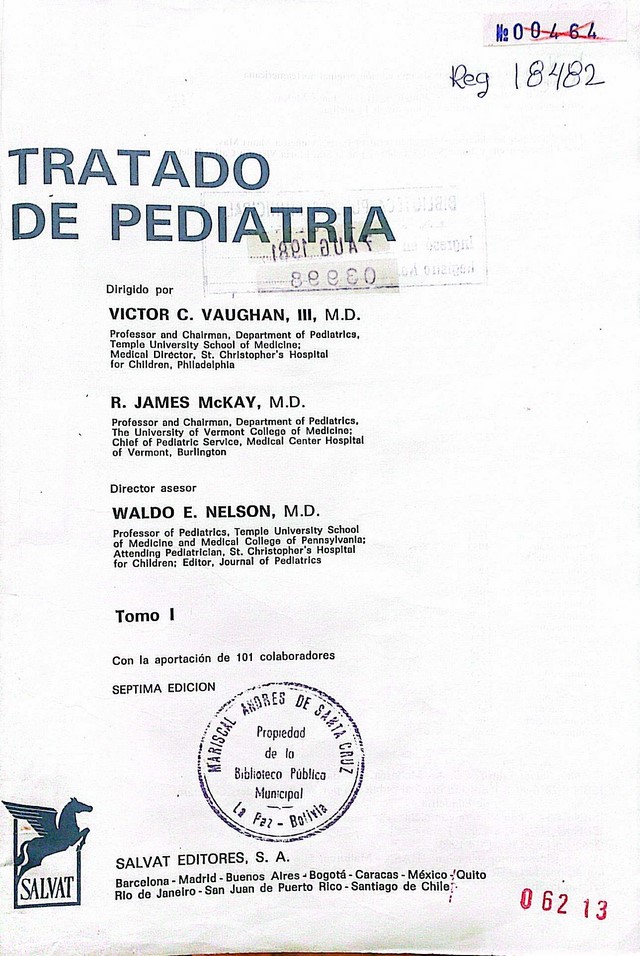 Nº 00464
Reg 18482
TRATADO
DE PEDIATRIA
7 AUG 1981
03998
Dirigido por
VICTOR C. VAUGHAN, III, M.D.
Professor and Chairman, Department of Pediatrics,
Temple University School of Medicine;
Medical Director, St. Christopher's Hospital
for Children, Philadelphia
R. JAMES McKAY, M.D.
Professor and Chairman, Department of Pediatrics,
The University of Vermont College of Medicine;
Chief of Pediatric Service, Medical Center Hospital
of Vermont, Burlington
Director asesor
WALDO E. NELSON, M.D.
Professor of Pediatrics, Temple University School
of Medicine and Medical College of Pennsylvania;
Attending Pediatrician, St. Christopher's Hospital
for Children; Editor, Journal of Pediatrics
Tomo I
Con la aportación de 101 colaboradores
SEPTIMA EDICION
MARISCAL ANDRES DE SANTA CRUZ
Propiedad
de la
Biblioteca Pública
Municipal
La Paz - Bolivia
SALVAT
SALVAT EDITORES, S. A.
Barcelona - Madrid - Buenos Aires - Bogotá - Caracas - México - Quito
Rio de Janeiro - San Juan de Puerto Rico - Santiago de Chile
06213